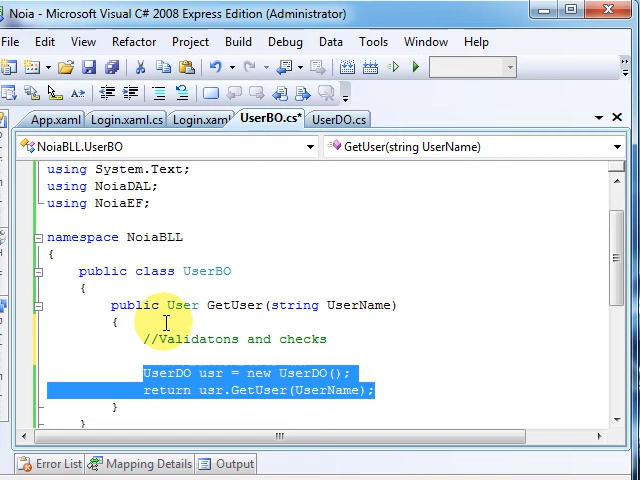 Noia - Microsoft Visual C# 2008 Express Edition (Administrator)
File Edit View Refactor Project Build Debug Data Tools Window Help
App.xaml Login.xaml.cs Login.xaml UserBO.cs* UserDO.cs
NoiaBLL.UserBO GetUser(string UserName)
using System.Text;
using NoiaDAL;
using NoiaEF;
namespace NoiaBLL
{
public class UserBO
{
public User GetUser(string UserName)
{
//Validatons and checks
UserDO usr = new UserDO();
return usr.GetUser(UserName);
}
}
Error List Mapping Details Output